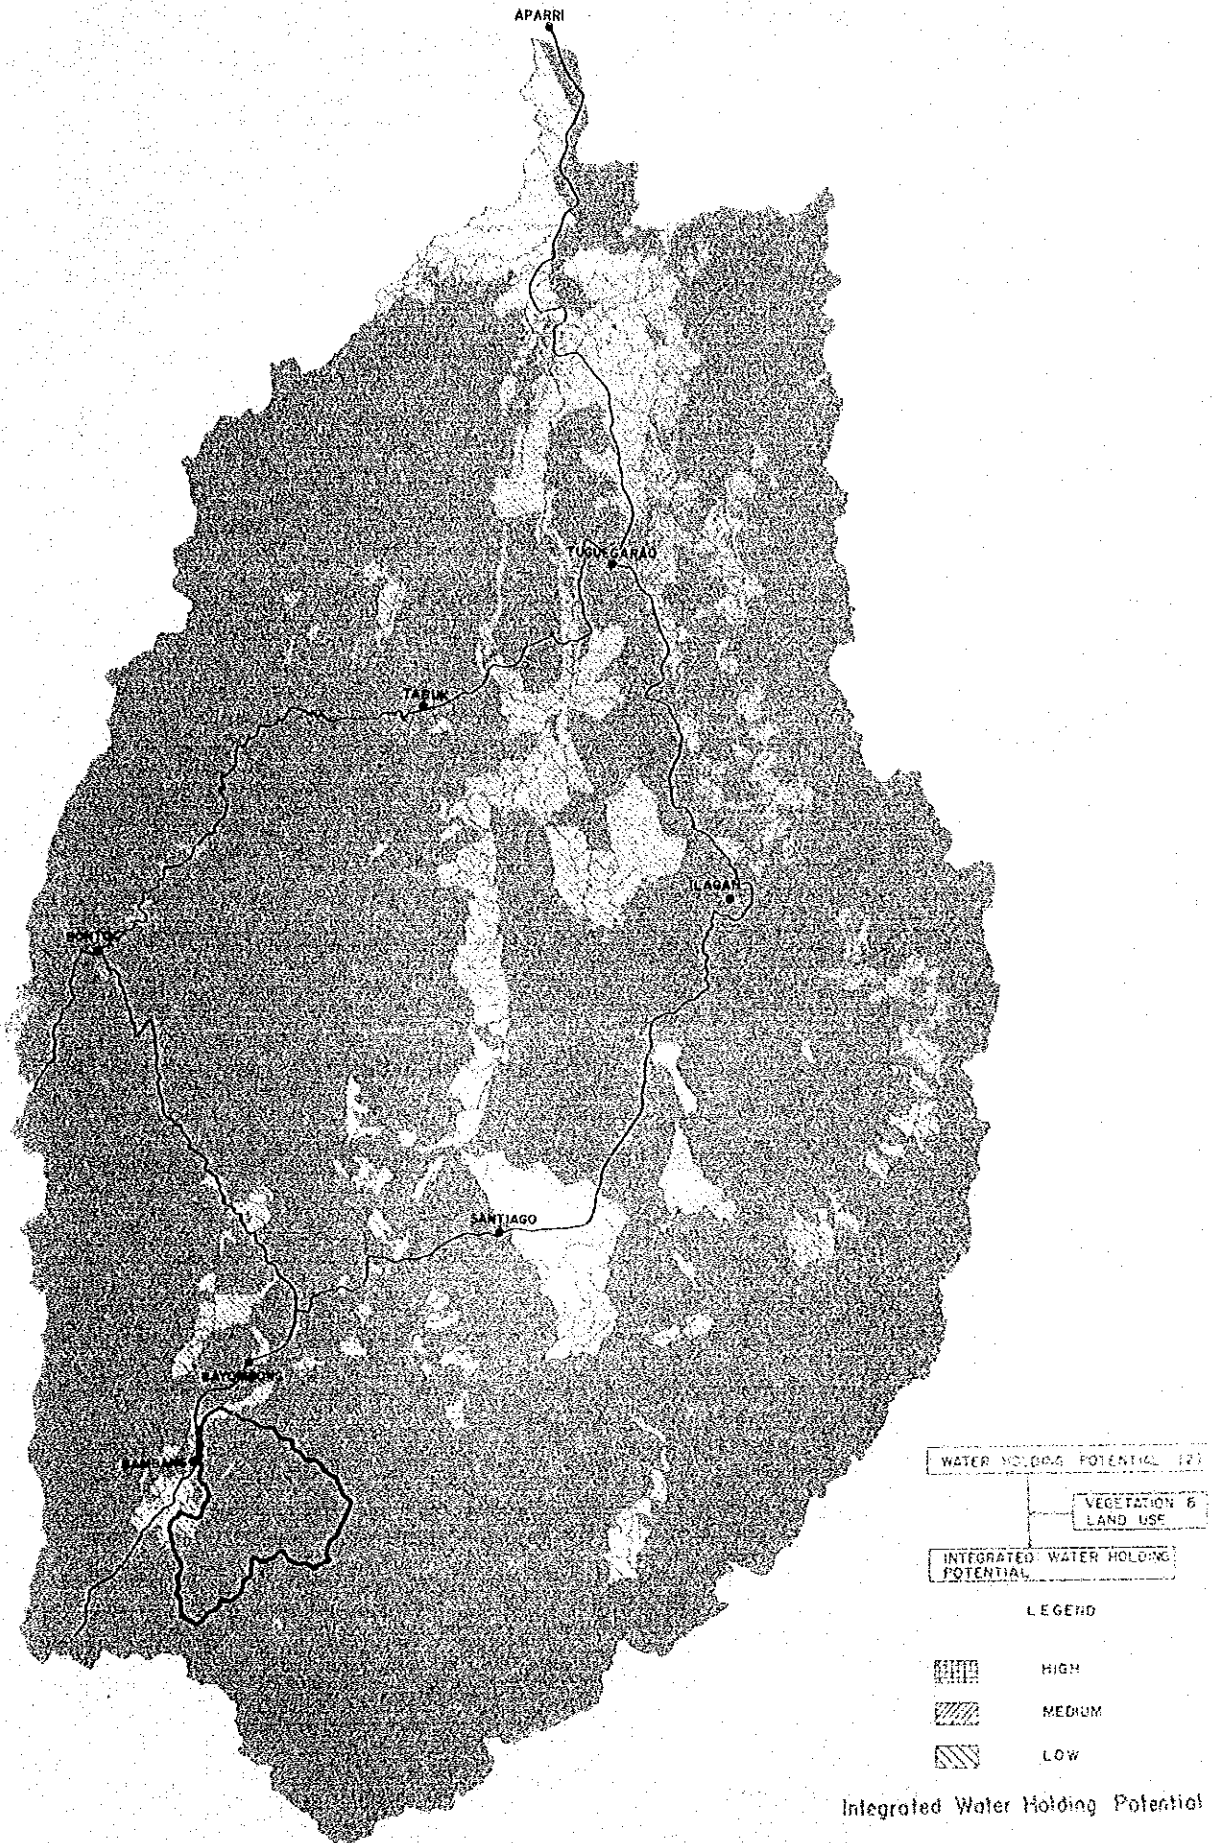 APARRI
TUGUEGARAO
TABUK
ILAGAN
BONTOC
SANTIAGO
BAYOMBONG
BAMBANG
WATER HOLDING POTENTIAL (2)
VEGETATION &
LAND USE
INTEGRATED WATER HOLDING
POTENTIAL
LEGEND
HIGH
MEDIUM
LOW
Integrated Water Holding Potential